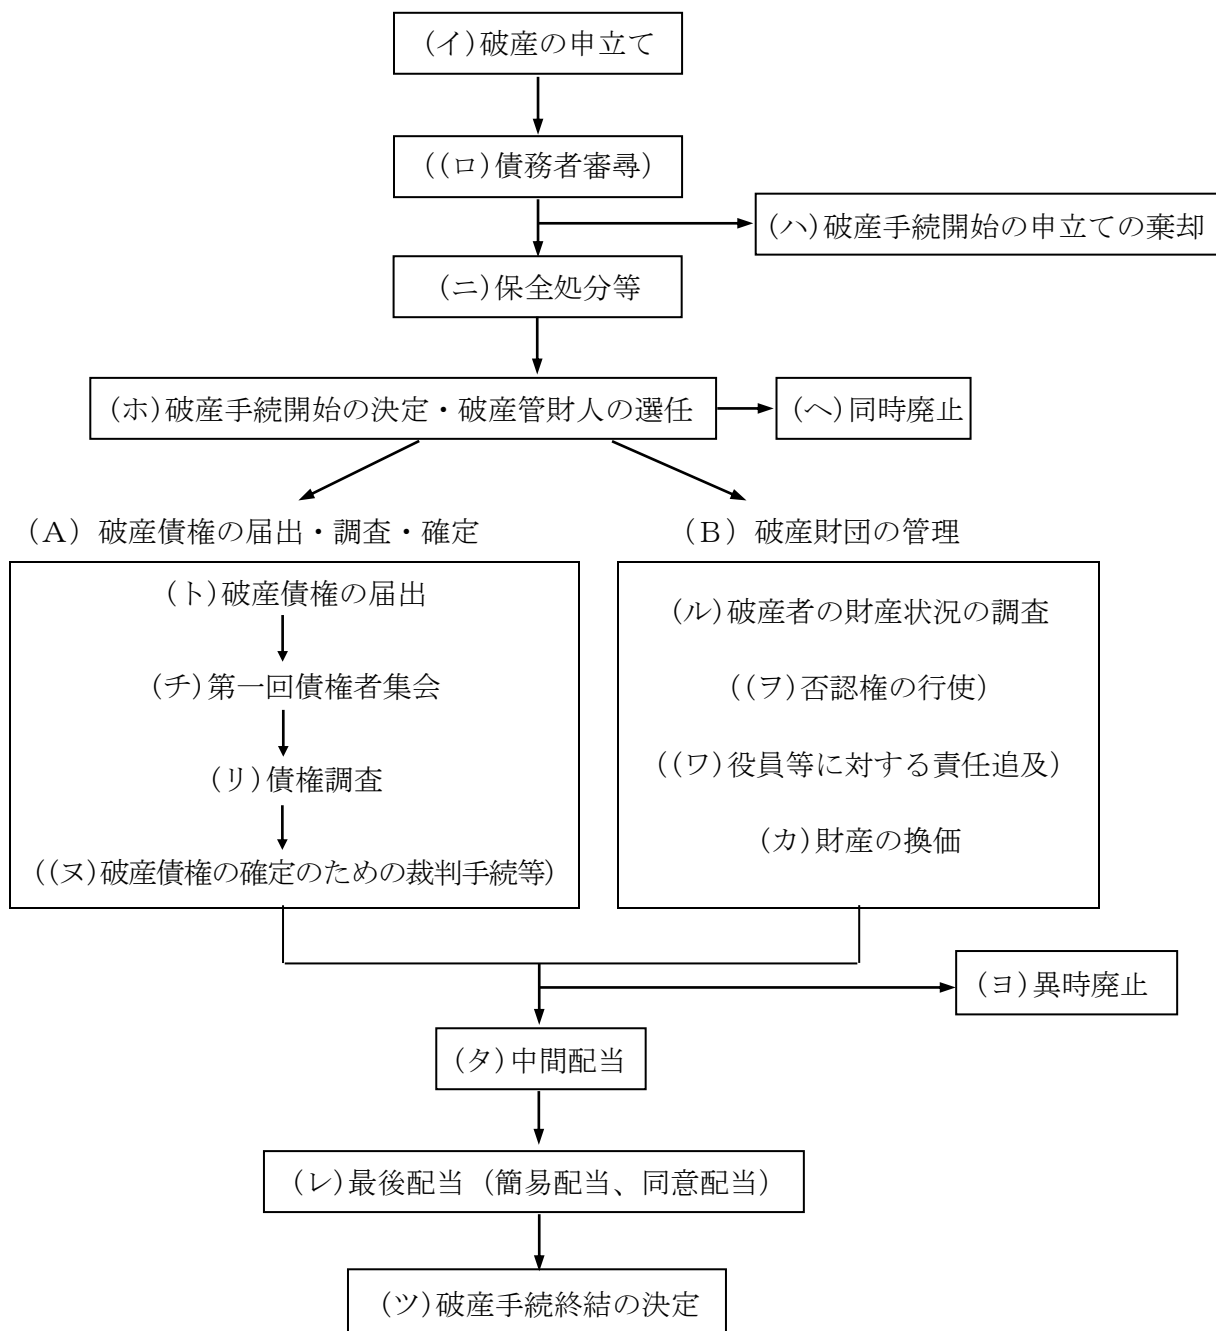 (イ)破産の申立て
((ロ)債務者審尋)
(ハ)破産手続開始の申立ての棄却
(ニ)保全処分等
(ホ)破産手続開始の決定・破産管財人の選任
(ヘ)同時廃止
(A)破産債権の届出・調査・確定
(ト)破産債権の届出
(チ)第一回債権者集会
(リ)債権調査
((ヌ)破産債権の確定のための裁判手続等)
(B)破産財団の管理
(ル)破産者の財産状況の調査
((ヲ)否認権の行使)
((ワ)役員等に対する責任追及)
(カ)財産の換価
(ヨ)異時廃止
(タ)中間配当
(レ)最後配当(簡易配当、同意配当)
(ツ)破産手続終結の決定